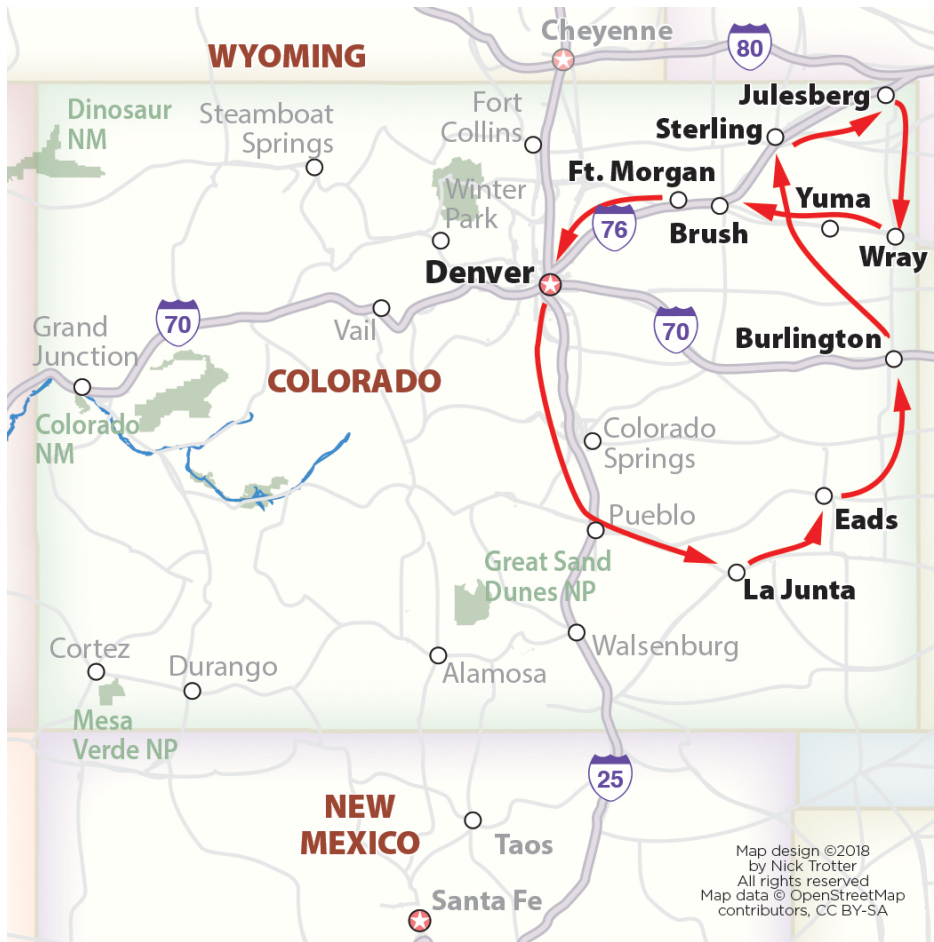 Cheyenne
WYOMING
80
Dinosaur
NM
Steamboat
Springs
Fort
Collins
Julesberg
Sterling
Ft. Morgan
Winter
Park
Yuma
76
Brush
Wray
Denver
70
Vail
70
Grand
Junction
Burlington
COLORADO
Colorado
NM
Colorado
Springs
Pueblo
Eads
Great Sand
Dunes NP
La Junta
Cortez
Durango
Alamosa
Walsenburg
Mesa
Verde NP
25
NEW
MEXICO
Taos
Santa Fe
Map design ©2018
by Nick Trotter
All rights reserved
Map data © OpenStreetMap
contributors, CC BY-SA